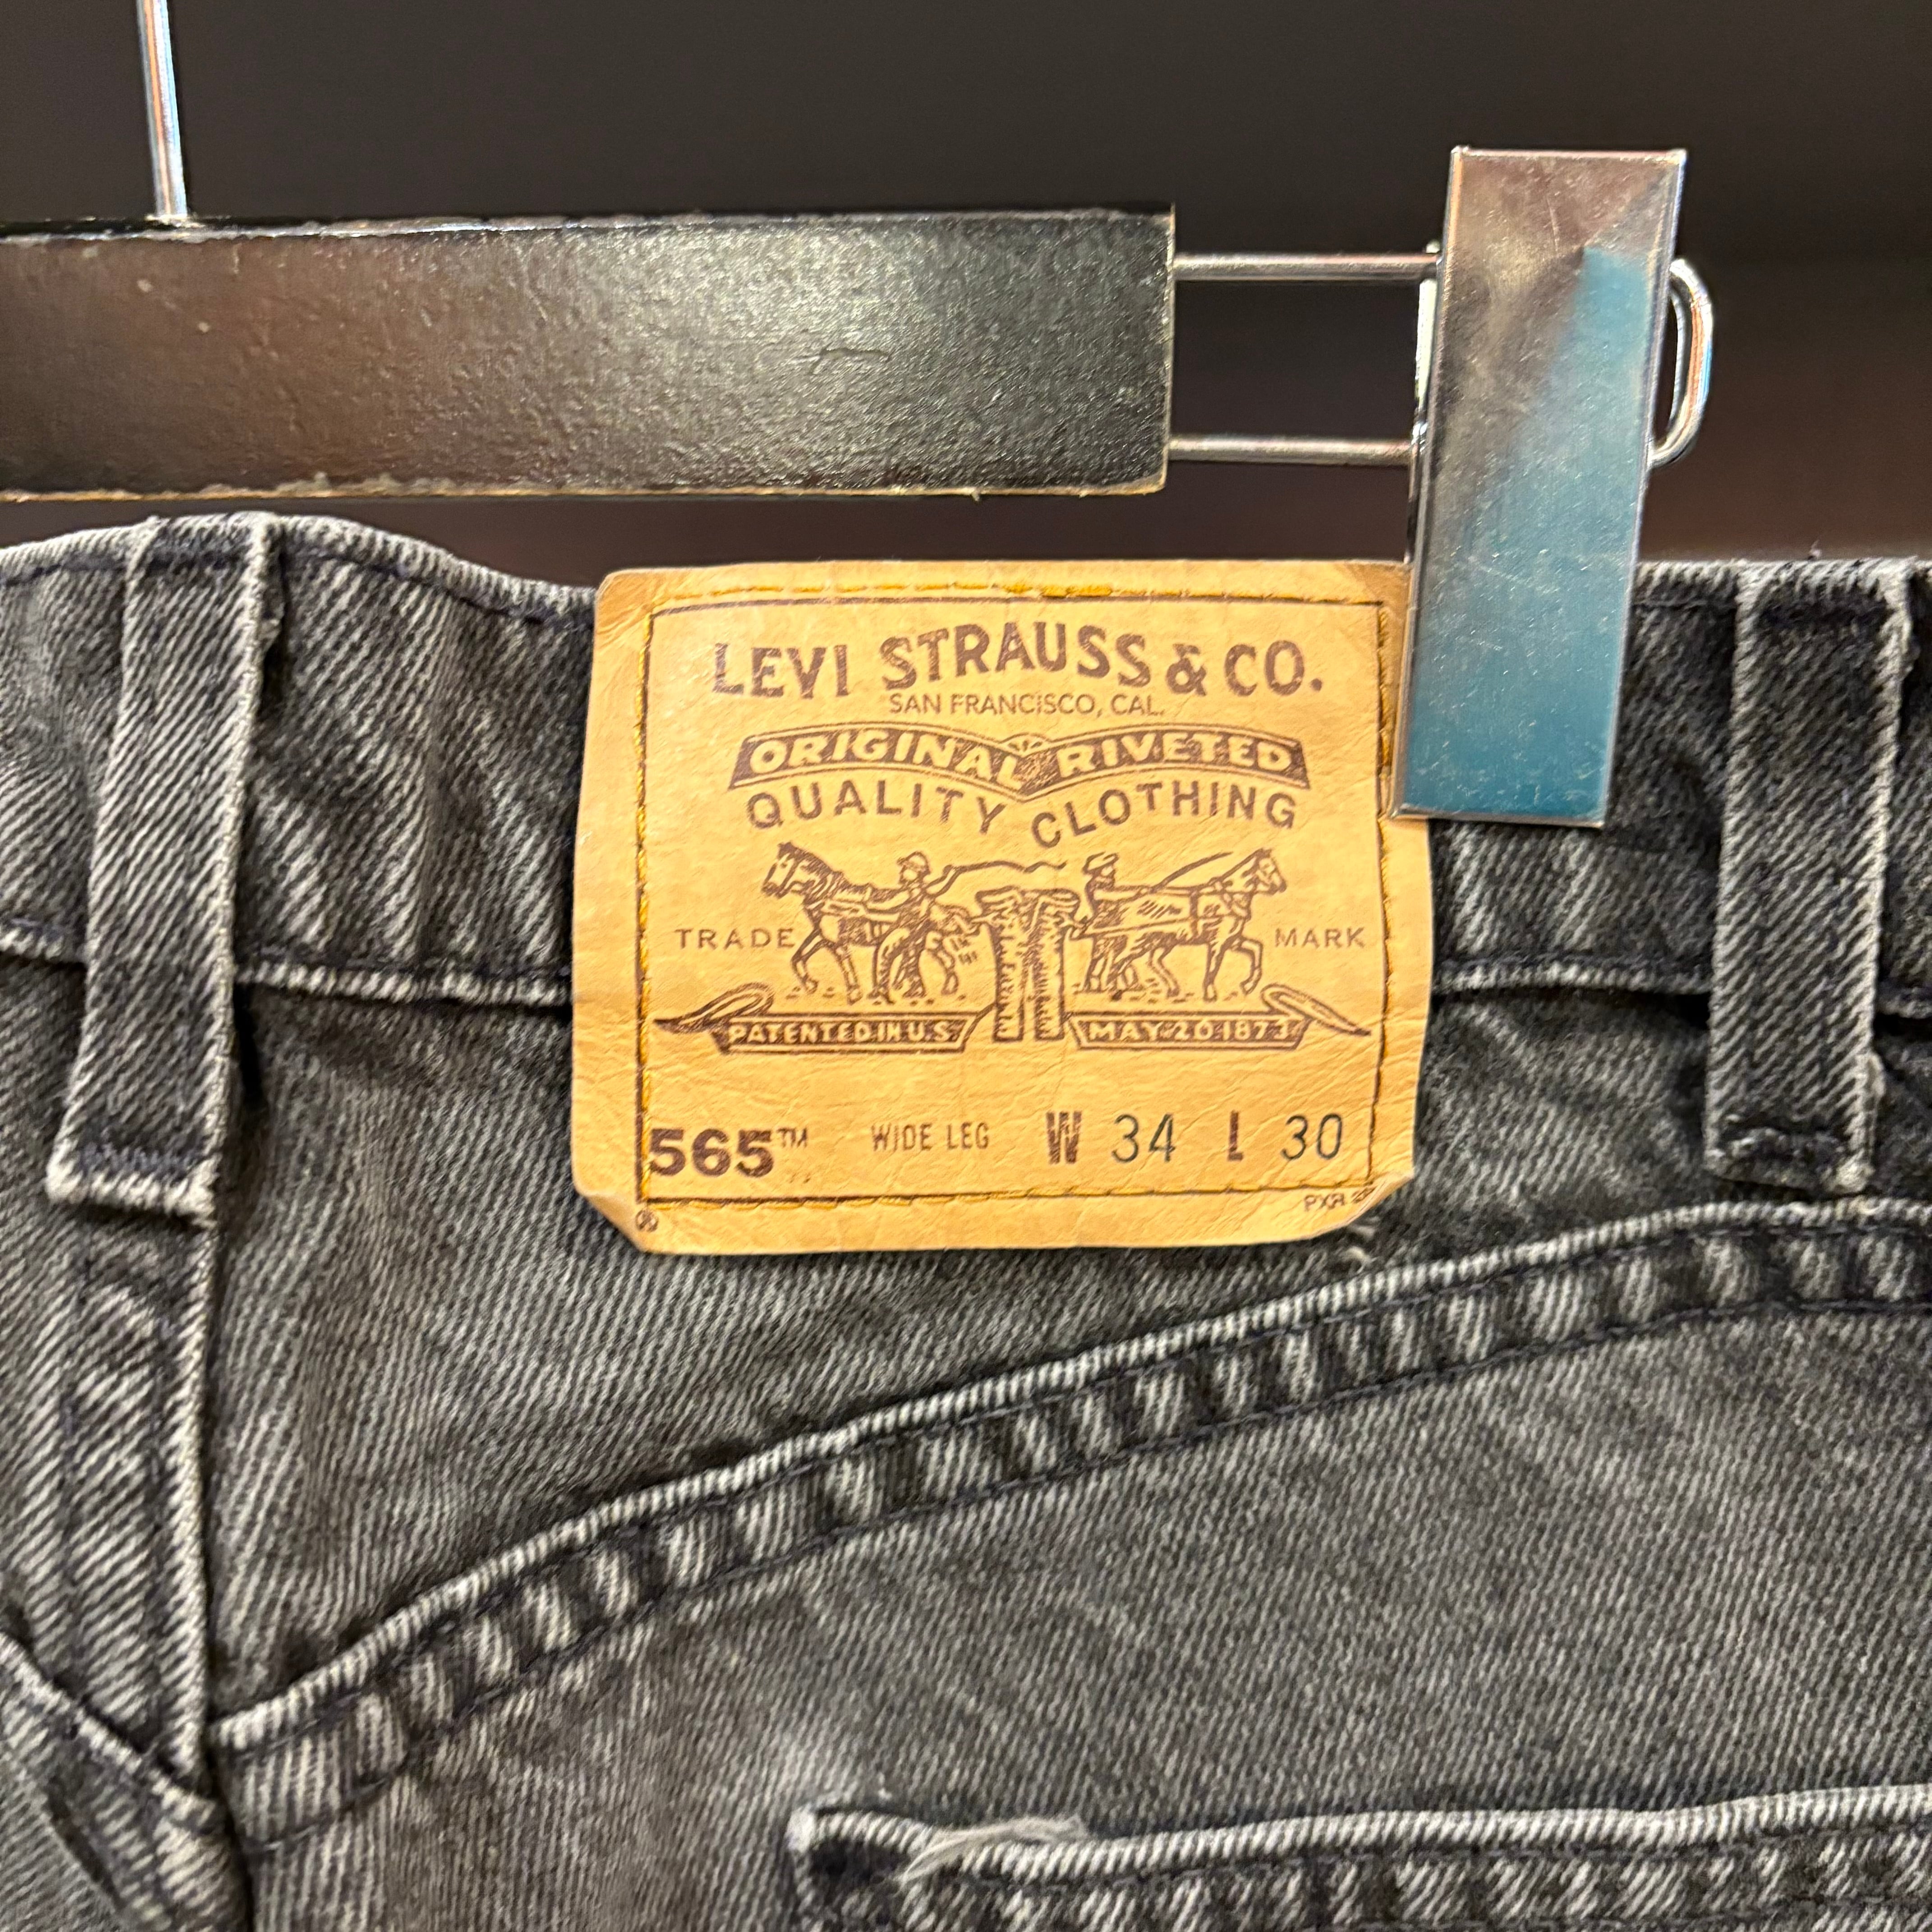 LEVI STRAUSS & CO.
SAN FRANCISCO, CAL.
ORIGINAL RIVETED
QUALITY CLOTHING
TRADE MARK
PATENTED IN U.S. MAY 20 1873
565™ WIDE LEG W 34 L 30
® PXR